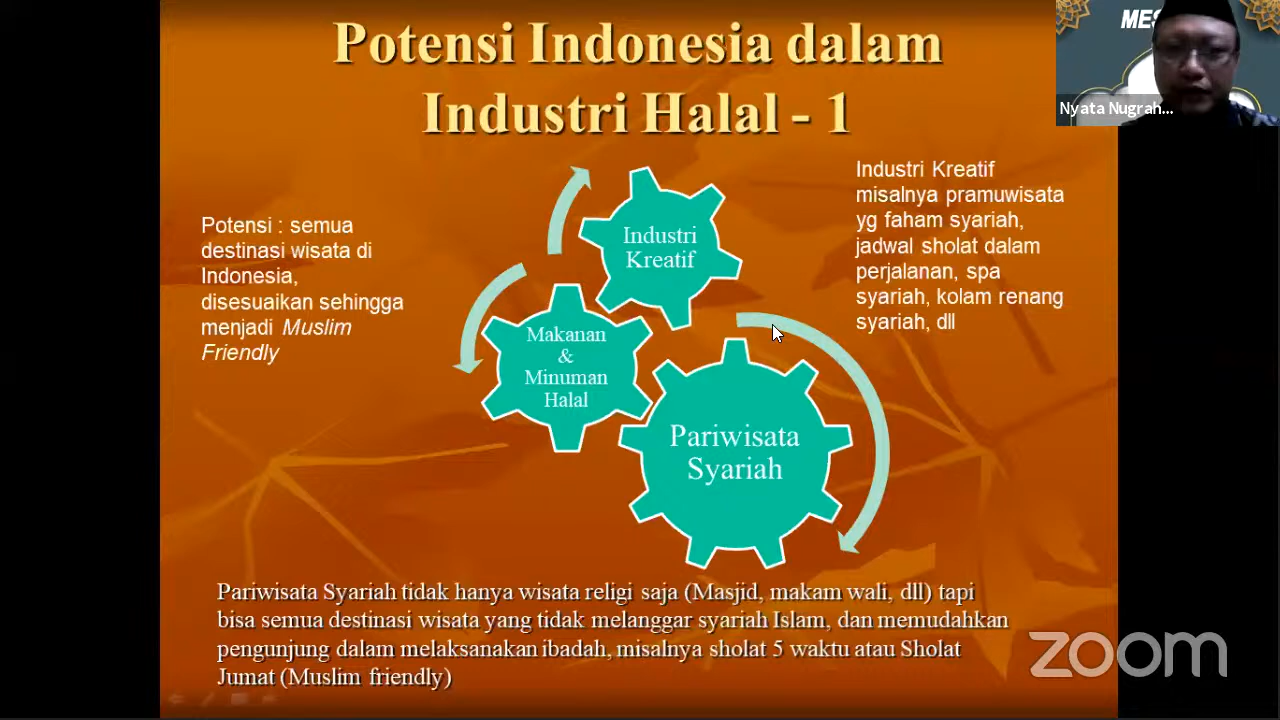 Potensi Indonesia dalam
Industri Halal - 1
MES
Nyata Nugrah...
Potensi : semua
destinasi wisata di
Indonesia,
disesuaikan sehingga
menjadi Muslim
Friendly
Industri
Kreatif
Makanan
&
Minuman
Halal
Pariwisata
Syariah
Industri Kreatif
misalnya pramuwisata
yg faham syariah,
jadwal sholat dalam
perjalanan, spa
syariah, kolam renang
syariah, dll
Pariwisata Syariah tidak hanya wisata religi saja (Masjid, makam wali, dll) tapi
bisa semua destinasi wisata yang tidak melanggar syariah Islam, dan memudahkan
pengunjung dalam melaksanakan ibadah, misalnya sholat 5 waktu atau Sholat
Jumat (Muslim friendly)
zoom